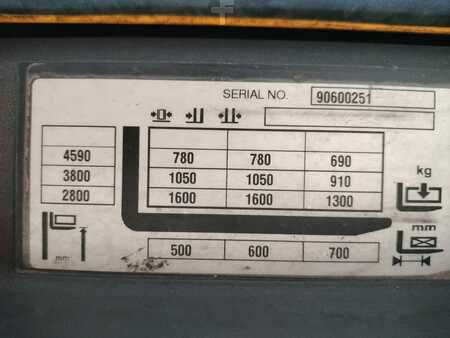 SERIAL NO. 90600251
4590 780 780 690
kg
3800 1050 1050 910
2800 1600 1600 1300
mm
mm 500 600 700